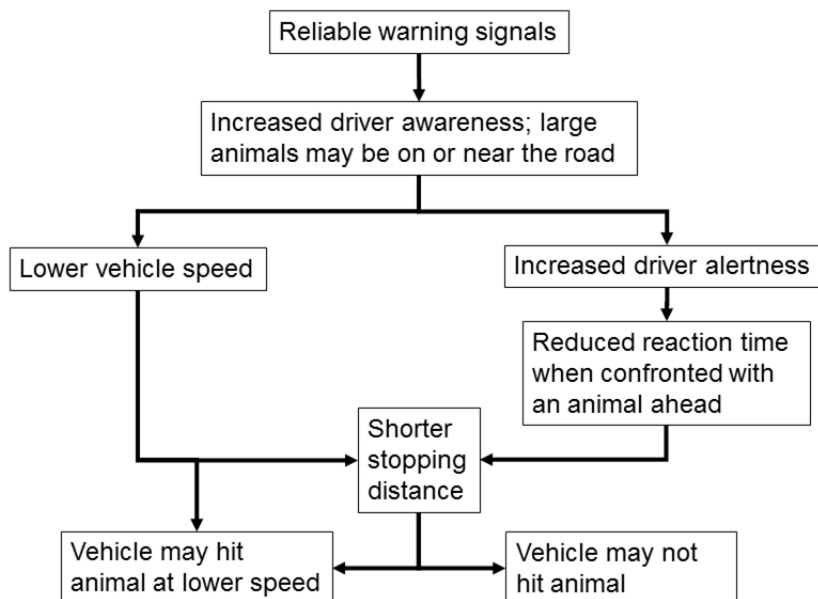 Reliable warning signals
Increased driver awareness; large
animals may be on or near the road
Lower vehicle speed
Increased driver alertness
Reduced reaction time
when confronted with
an animal ahead
Shorter
stopping
distance
Vehicle may hit
animal at lower speed
Vehicle may not
hit animal